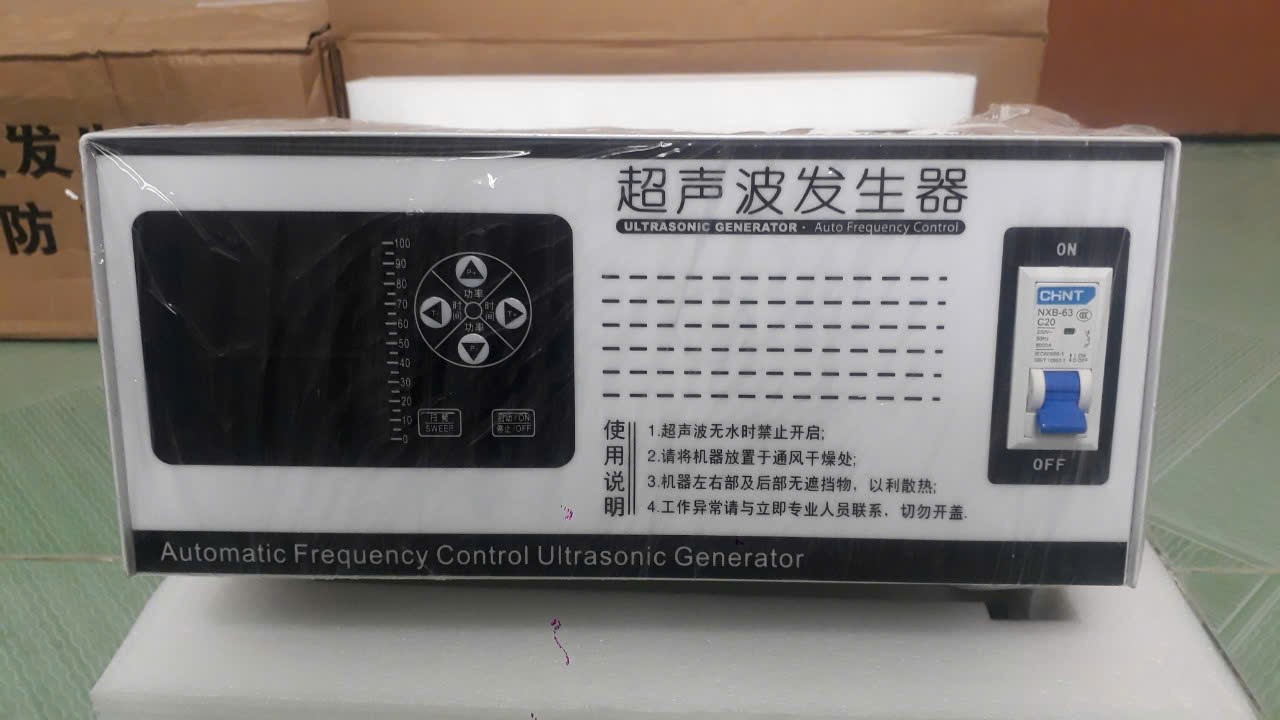 发
防
超声波发生器
ULTRASONIC GENERATOR · Auto Frequency Control
100
90
80
70
60
50
40
30
20
10
0
P+
功率
T-
时间
时间
T+
功率
P-
扫频
SWEEP
启动/ON
停止/OFF
ON
CHNT
NXB-63
C20
OFF
使用说明
1.超声波无水时禁止开启;
2.请将机器放置于通风干燥处;
3.机器左右部及后部无遮挡物，以利散热;
4.工作异常请与立即专业人员联系，切勿开盖.
Automatic Frequency Control Ultrasonic Generator